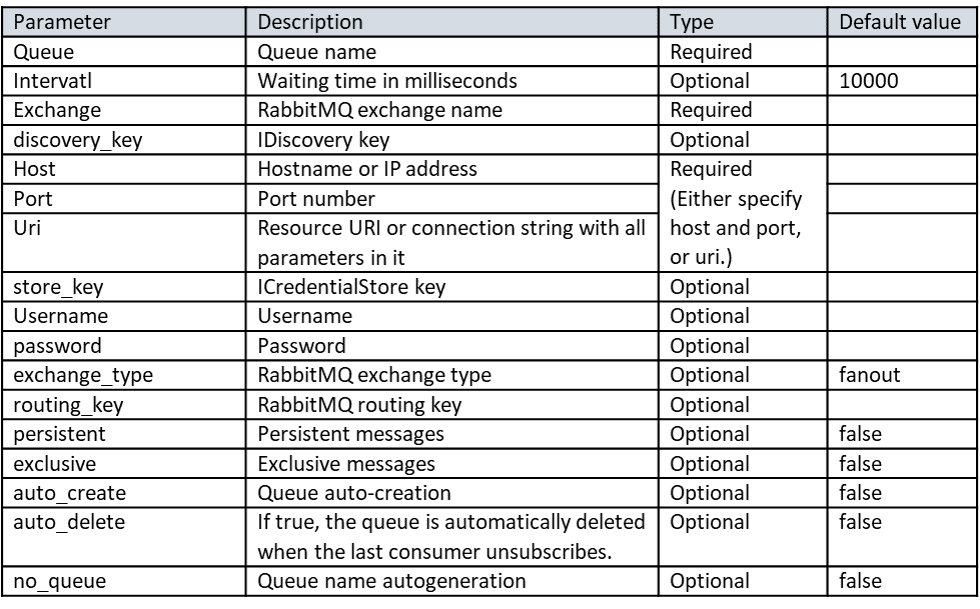 Parameter Description Type Default value
Queue Queue name Required
Intervatl Waiting time in milliseconds Optional 10000
Exchange RabbitMQ exchange name Required
discovery_key IDiscovery key Optional
Host Hostname or IP address Required
Port Port number (Either specify
Uri Resource URI or connection string with all host and port,
parameters in it or uri.)
store_key ICredentialStore key Optional
Username Username Optional
password Password Optional
exchange_type RabbitMQ exchange type Optional fanout
routing_key RabbitMQ routing key Optional
persistent Persistent messages Optional false
exclusive Exclusive messages Optional false
auto_create Queue auto-creation Optional false
auto_delete If true, the queue is automatically deleted Optional false
when the last consumer unsubscribes.
no_queue Queue name autogeneration Optional false